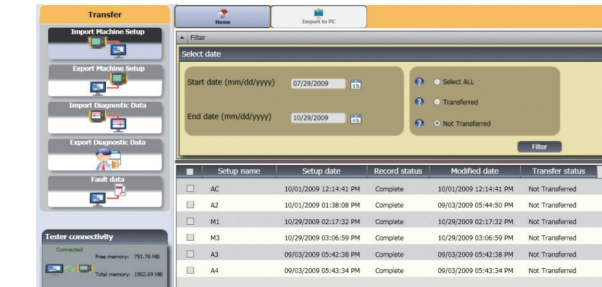 Transfer
Import Machine Setup
Export Machine Setup
Import Diagnostic Data
Export Diagnostic Data
Fault data
Tester connectivity
Connected
Free memory: 791.78 MB
Total memory: 1902.69 MB
Home
Import to PC
Filter
Select date
Start date (mm/dd/yyyy) 07/29/2009 15
End date (mm/dd/yyyy) 10/29/2009 15
? Select ALL
? Transferred
? Not Transferred
Filter
Setup name Setup date Record status Modified date Transfer status
AC 10/01/2009 12:14:41 PM Complete 10/01/2009 12:14:41 PM Not Transferred
A2 10/01/2009 01:38:08 PM Complete 09/03/2009 05:44:50 PM Not Transferred
M1 10/29/2009 02:17:32 PM Complete 10/29/2009 02:17:32 PM Not Transferred
M3 10/29/2009 03:06:59 PM Complete 10/29/2009 03:06:59 PM Not Transferred
A3 09/03/2009 05:42:38 PM Complete 09/03/2009 05:42:38 PM Not Transferred
A4 09/03/2009 05:43:34 PM Complete 09/03/2009 05:43:34 PM Not Transferred